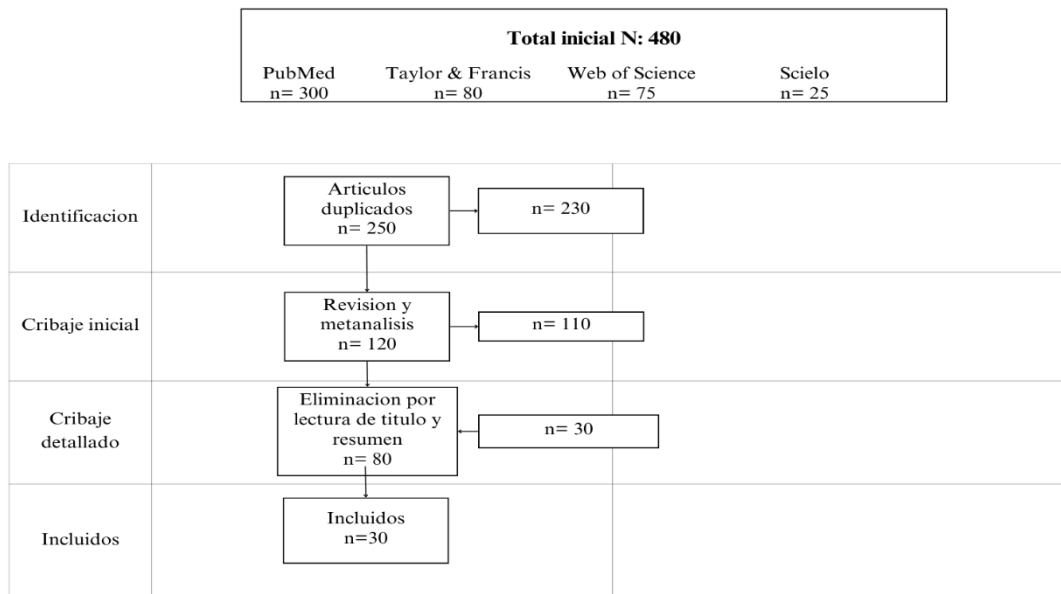 Total inicial N: 480
PubMed Taylor & Francis Web of Science Scielo
n= 300 n= 80 n= 75 n= 25
Identificacion
Articulos
duplicados
n= 250
n= 230
Cribaje inicial
Revision y
metanalisis
n= 120
n= 110
Cribaje
detallado
Eliminacion por
lectura de titulo y
resumen
n= 80
n= 30
Incluidos
Incluidos
n=30